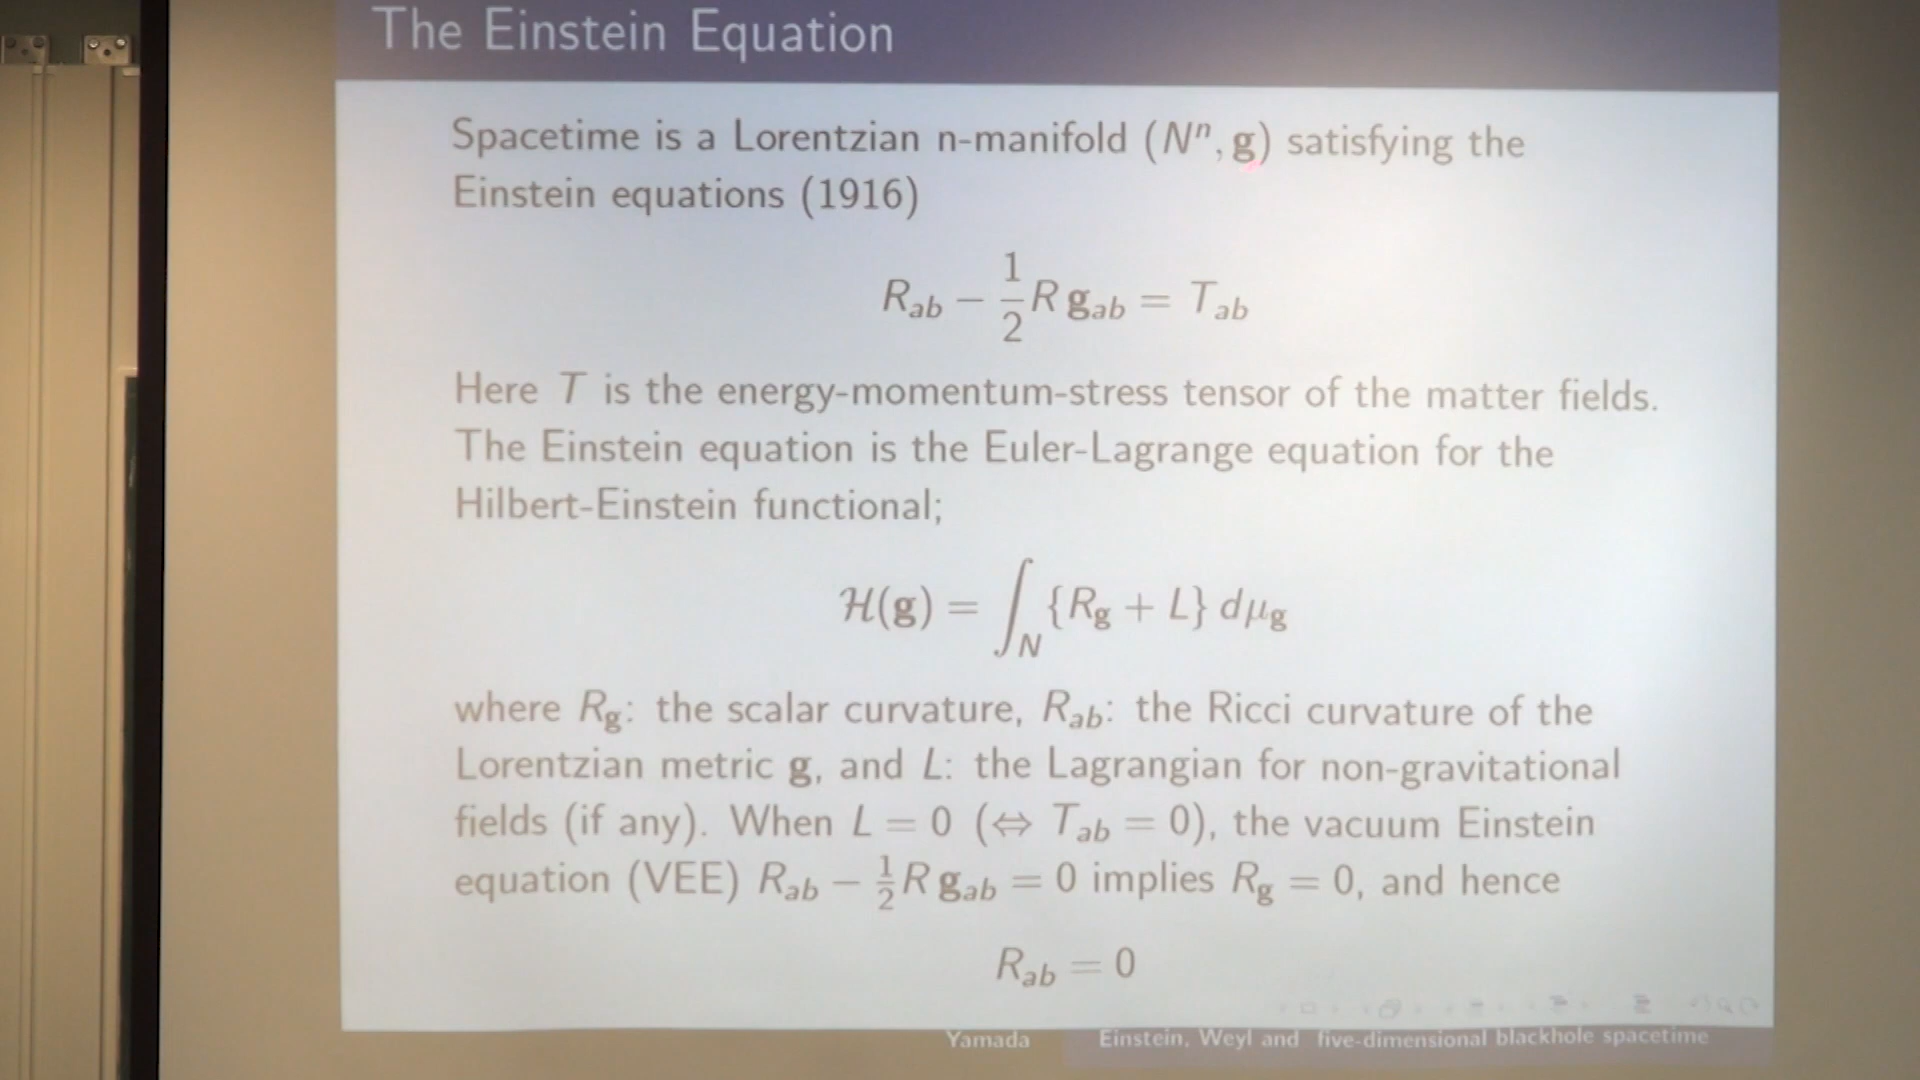 The Einstein Equation
Spacetime is a Lorentzian n-manifold (Nⁿ, g) satisfying the
Einstein equations (1916)
R_ab − 1/2 R g_ab = T_ab
Here T is the energy-momentum-stress tensor of the matter fields.
The Einstein equation is the Euler-Lagrange equation for the
Hilbert-Einstein functional;
ℋ(g) = ∫_N {R_g + L} dμ_g
where R_g: the scalar curvature, R_ab: the Ricci curvature of the
Lorentzian metric g, and L: the Lagrangian for non-gravitational
fields (if any). When L = 0 (⇔ T_ab = 0), the vacuum Einstein
equation (VEE) R_ab − 1/2 R g_ab = 0 implies R_g = 0, and hence
R_ab = 0
Yamada Einstein, Weyl and five-dimensional blackhole spacetime